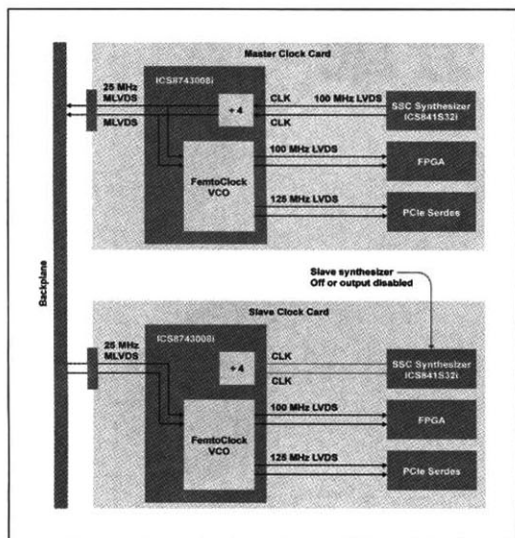 Master Clock Card
ICS8743008i
25 MHz
MLVDS
MLVDS
÷ 4
CLK
100 MHz LVDS
CLK
SSC Synthesizer
ICS841S32i
FemtoClock
VCO
100 MHz LVDS
FPGA
125 MHz LVDS
PCIe Serdes
Backplane
Slave synthesizer
Off or output disabled
Slave Clock Card
ICS8743008i
25 MHz
MLVDS
÷ 4
CLK
CLK
SSC Synthesizer
ICS841S32i
FemtoClock
VCO
100 MHz LVDS
FPGA
125 MHz LVDS
PCIe Serdes